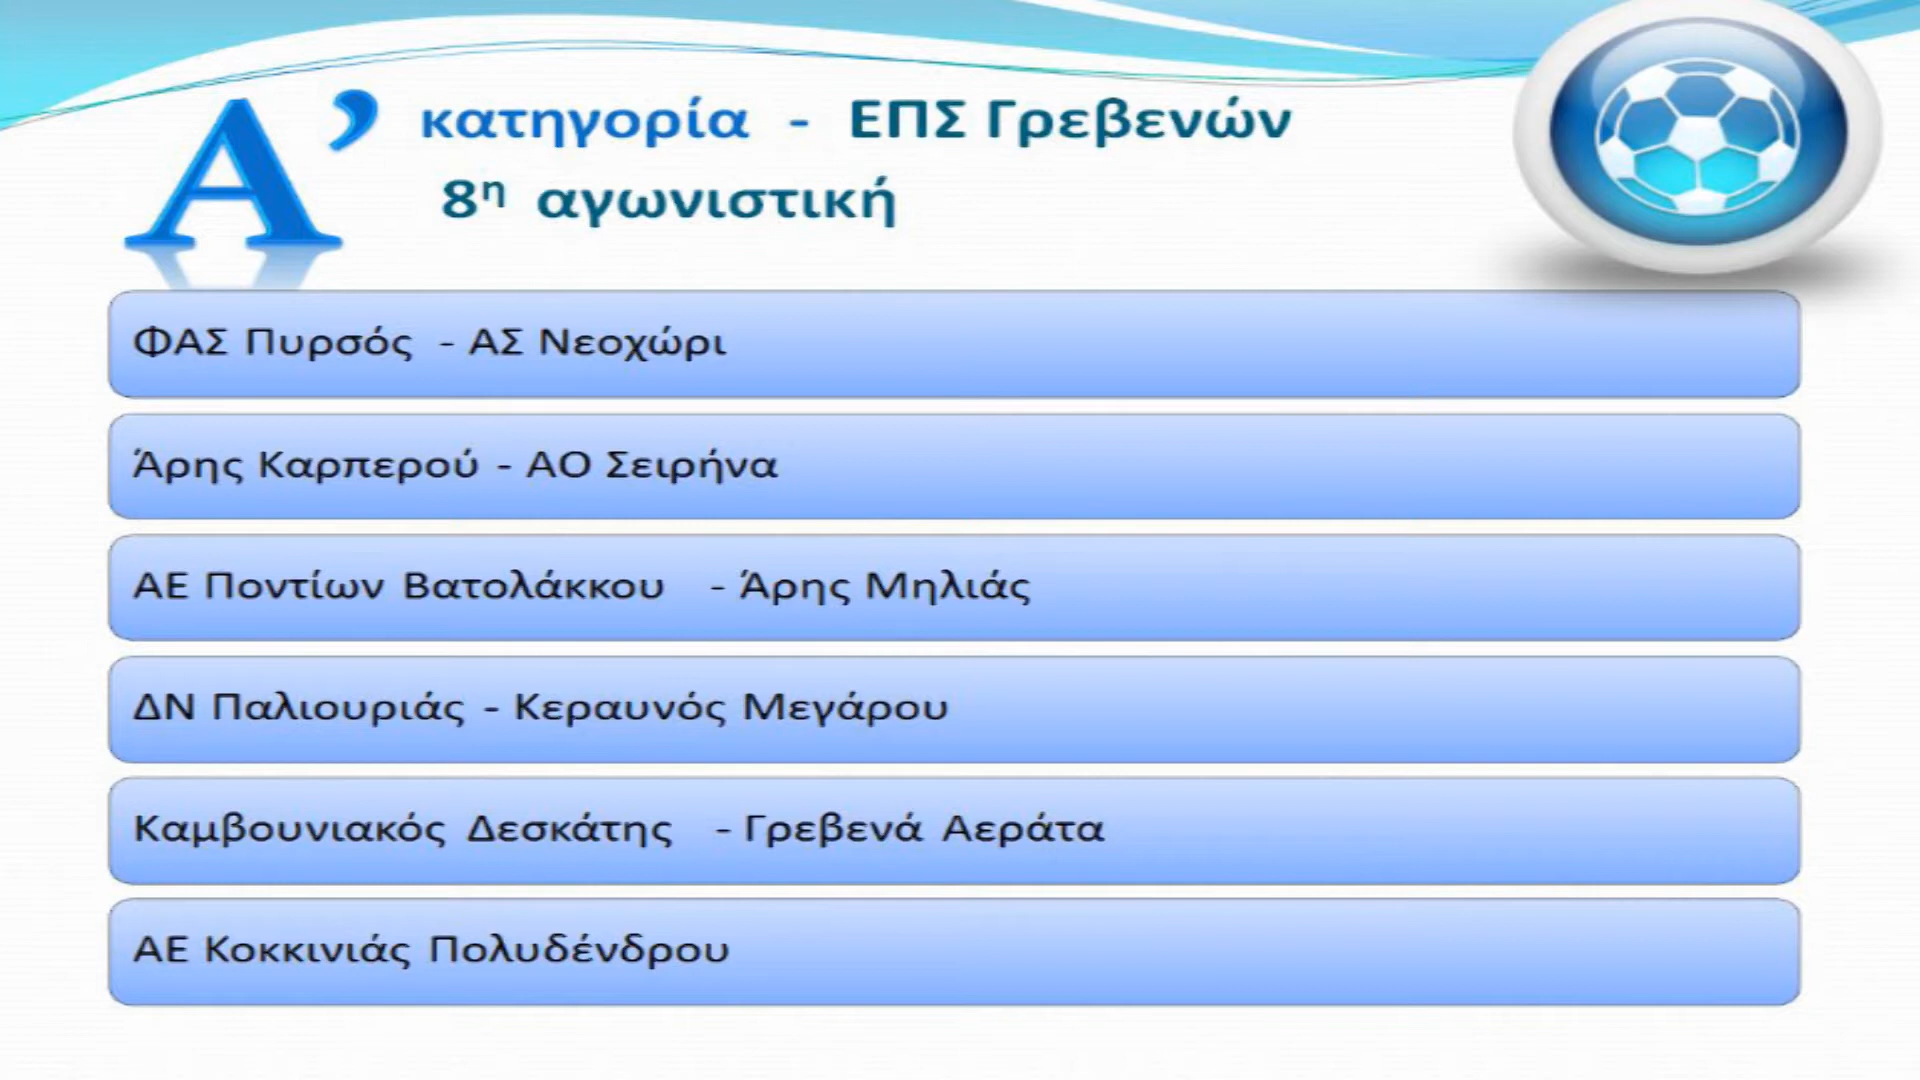 Α’ κατηγορία - ΕΠΣ Γρεβενών
8η αγωνιστική
ΦΑΣ Πυρσός - ΑΣ Νεοχώρι
Άρης Καρπερού - ΑΟ Σειρήνα
ΑΕ Ποντίων Βατολάκκου - Άρης Μηλιάς
ΔΝ Παλιουριάς - Κεραυνός Μεγάρου
Καμβουνιακός Δεσκάτης - Γρεβενά Αεράτα
ΑΕ Κοκκινιάς Πολυδένδρου